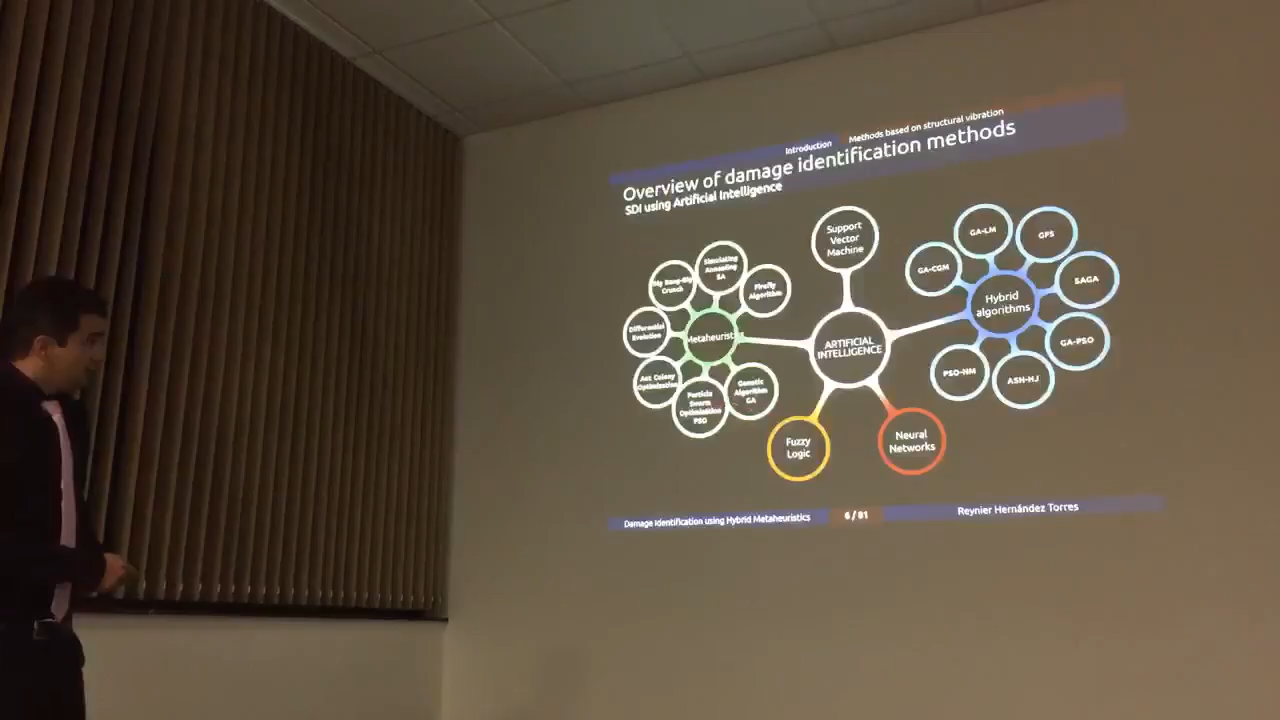 Introduction
Methods based on structural vibration
Overview of damage identification methods
SDI using Artificial Intelligence
Support
Vector
Machine
Simulating
Annealing
SA
Big Bang-Big
Crunch
Firefly
Algorithm
Differential
Evolution
Metaheuristics
Ant Colony
Optimization
Particle
Swarm
Optimization
PSO
Genetic
Algorithm
GA
ARTIFICIAL
INTELLIGENCE
GA-LM
GPS
GA-CGM
SAGA
Hybrid
algorithms
GA-PSO
PSO-NM
ASH-HJ
Fuzzy
Logic
Neural
Networks
Damage Identification using Hybrid Metaheuristics
6 / 81
Reynier Hernández Torres